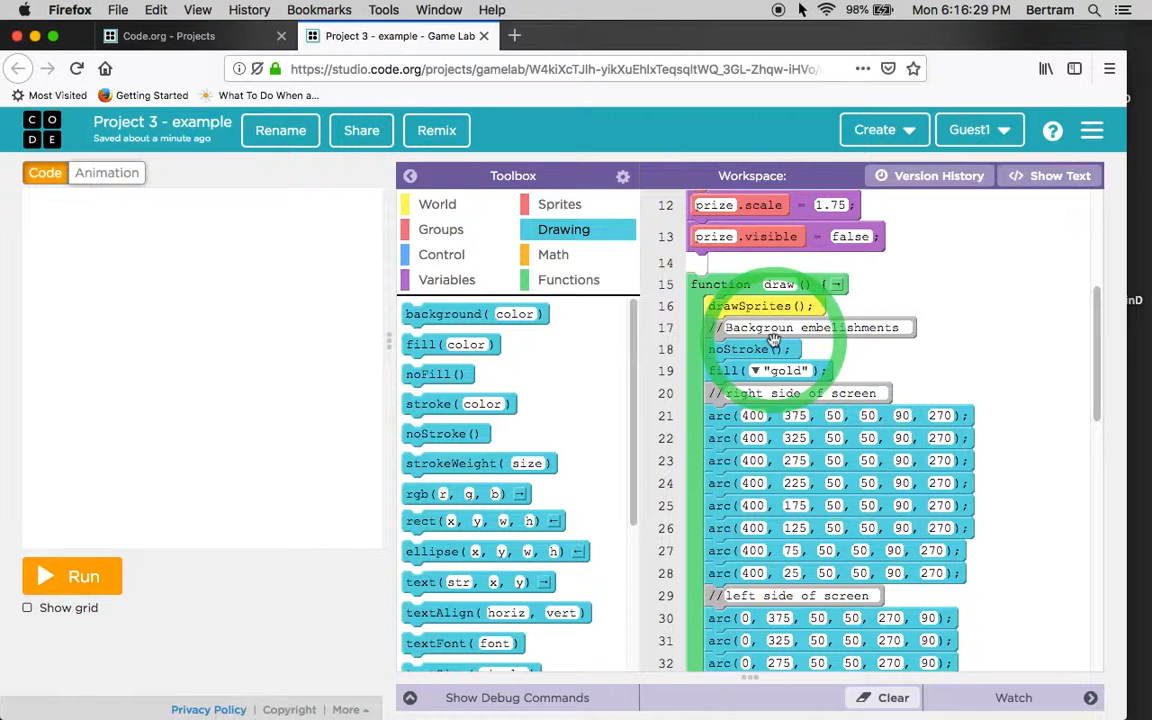 Firefox File Edit View History Bookmarks Tools Window Help 98% Mon 6:16:29 PM Bertram
Code.org - Projects
Project 3 - example - Game Lab
https://studio.code.org/projects/gamelab/W4kiXcTJlh-yikXuEhlxTeqsqltWQ_3GL-Zhqw-iHVo/
Most Visited Getting Started What To Do When a...
CODE
Project 3 - example
Saved about a minute ago
Rename Share Remix Create Guest1 ?
Code Animation
Toolbox
Workspace:
Version History
</> Show Text
World Sprites
Groups Drawing
Control Math
Variables Functions
background( color )
fill( color )
noFill()
stroke( color )
noStroke()
strokeWeight( size )
rgb( r, g, b )
rect( x, y, w, h )
ellipse( x, y, w, h )
text( str, x, y )
textAlign( horiz, vert )
textFont( font )
12 prize.scale = 1.75;
13 prize.visible = false;
14
15 function draw() {
16 drawSprites();
17 //Backgroun embelishments
18 noStroke();
19 fill( "gold" );
20 //right side of screen
21 arc(400, 375, 50, 50, 90, 270);
22 arc(400, 325, 50, 50, 90, 270);
23 arc(400, 275, 50, 50, 90, 270);
24 arc(400, 225, 50, 50, 90, 270);
25 arc(400, 175, 50, 50, 90, 270);
26 arc(400, 125, 50, 50, 90, 270);
27 arc(400, 75, 50, 50, 90, 270);
28 arc(400, 25, 50, 50, 90, 270);
29 //left side of screen
30 arc(0, 375, 50, 50, 270, 90);
31 arc(0, 325, 50, 50, 270, 90);
32 arc(0, 275, 50, 50, 270, 90);
Run
Show grid
Show Debug Commands
Clear
Watch
Privacy Policy | Copyright | More